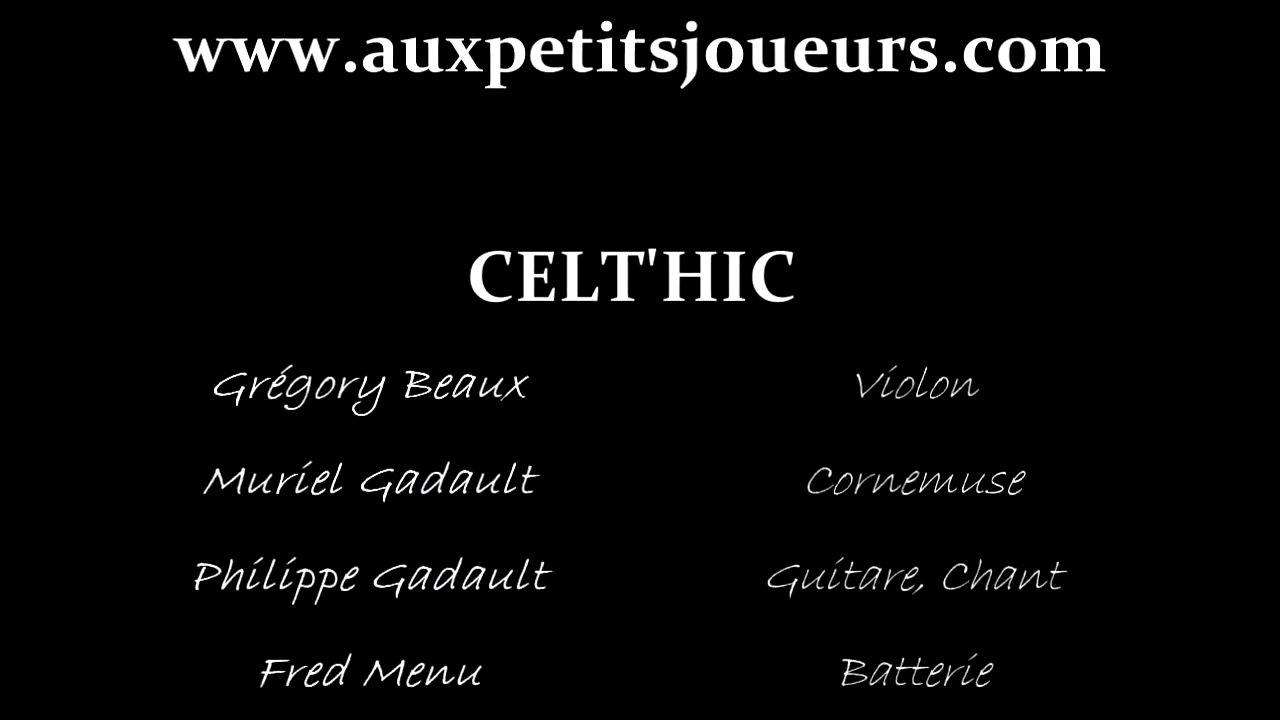 www.auxpetitsjoueurs.com
CELT'HIC
Grégory Beaux Violon
Muriel Gadault Cornemuse
Philippe Gadault Guitare, Chant
Fred Menu Batterie